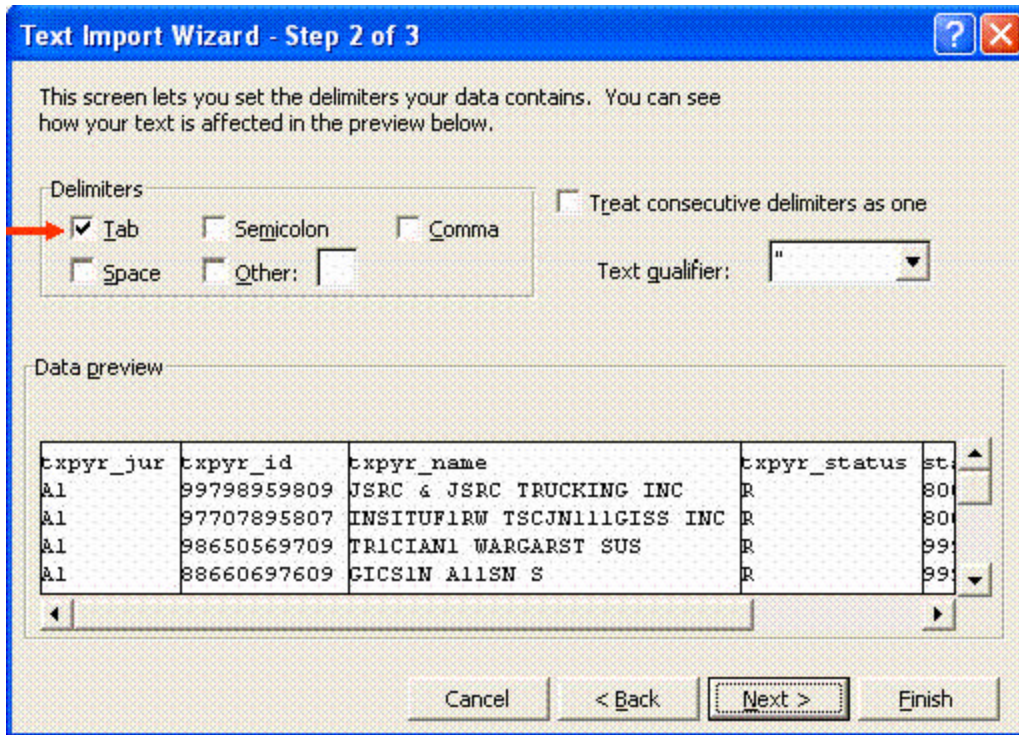 Text Import Wizard - Step 2 of 3
This screen lets you set the delimiters your data contains. You can see
how your text is affected in the preview below.
Delimiters
Tab Semicolon Comma
Space Other:
Treat consecutive delimiters as one
Text qualifier: "
Data preview
txpyr_jur txpyr_id txpyr_name txpyr_status
A1 99798959809 JSRC & JSRC TRUCKING INC R
A1 97707895807 INSITUF1RW TSCJN111GISS INC R
A1 98650569709 TR1CIAN1 WARGARST SUS R
A1 88660697609 GICS1N A11SN S R
Cancel < Back Next > Finish